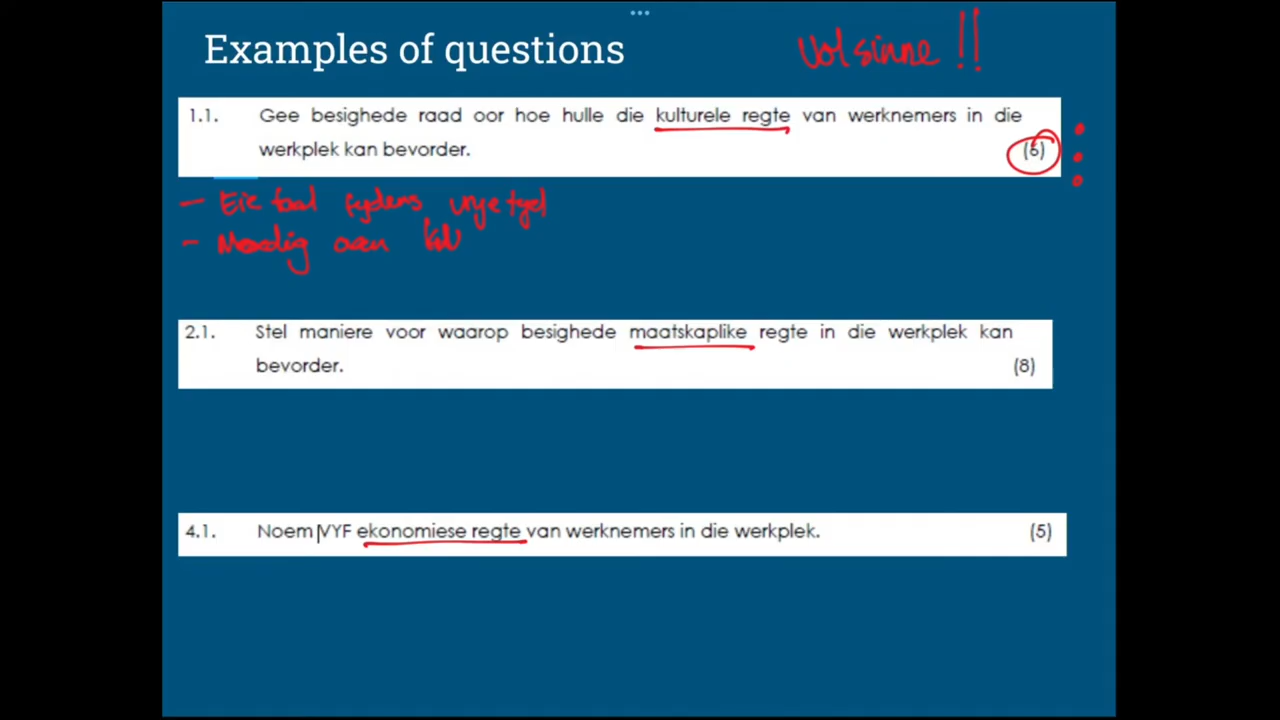 Examples of questions
Volsinne !!
1.1. Gee besighede raad oor hoe hulle die kulturele regte van werknemers in die
werkplek kan bevorder. (6)
- Eie taal tydens vrye tyd
- aan
2.1. Stel maniere voor waarop besighede maatskaplike regte in die werkplek kan
bevorder. (8)
4.1. Noem VYF ekonomiese regte van werknemers in die werkplek. (5)